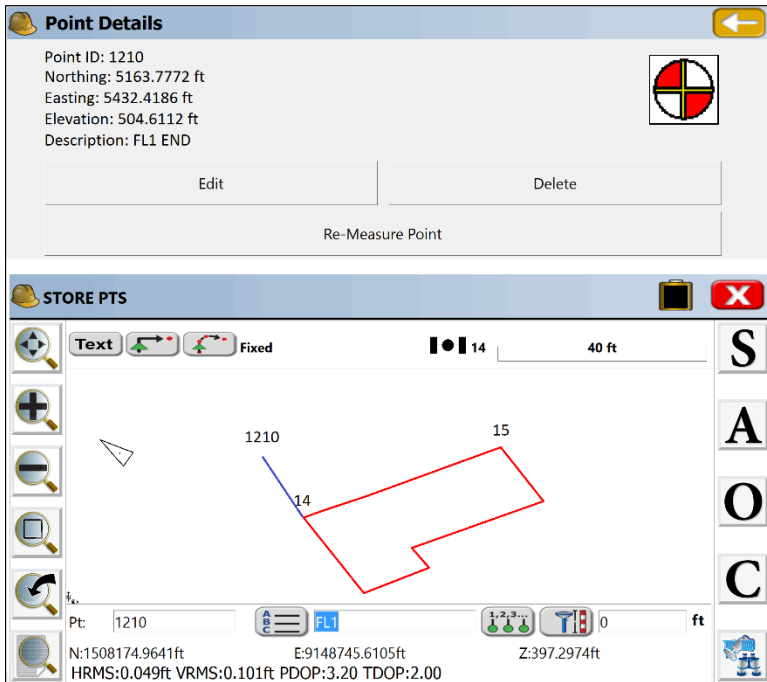 Point Details
Point ID: 1210
Northing: 5163.7772 ft
Easting: 5432.4186 ft
Elevation: 504.6112 ft
Description: FL1 END
Edit Delete
Re-Measure Point
STORE PTS
Text Fixed 14 40 ft
S
A
O
C
1210
15
14
Pt: 1210 A B C FL1 1,2,3... 0 ft
N:1508174.9641ft E:9148745.6105ft Z:397.2974ft
HRMS:0.049ft VRMS:0.101ft PDOP:3.20 TDOP:2.00